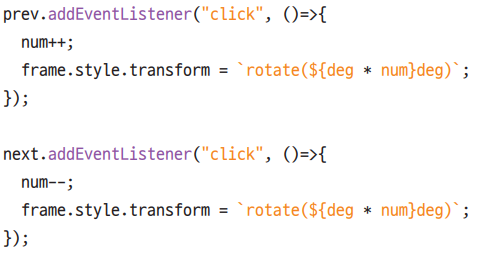 prev.addEventListener("click", ()=>{
  num++;
  frame.style.transform = `rotate(${deg * num}deg)`;
});

next.addEventListener("click", ()=>{
  num--;
  frame.style.transform = `rotate(${deg * num}deg)`;
});